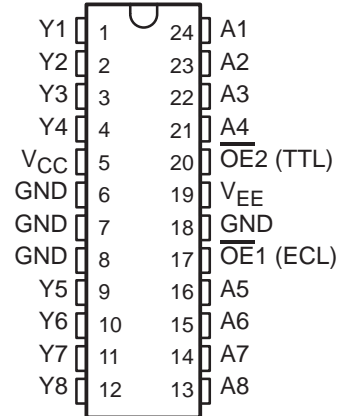 Y1 1 24 A1
Y2 2 23 A2
Y3 3 22 A3
Y4 4 21 A4
VCC 5 20 O̅E̅2 (TTL)
GND 6 19 VEE
GND 7 18 GND
GND 8 17 O̅E̅1 (ECL)
Y5 9 16 A5
Y6 10 15 A6
Y7 11 14 A7
Y8 12 13 A8